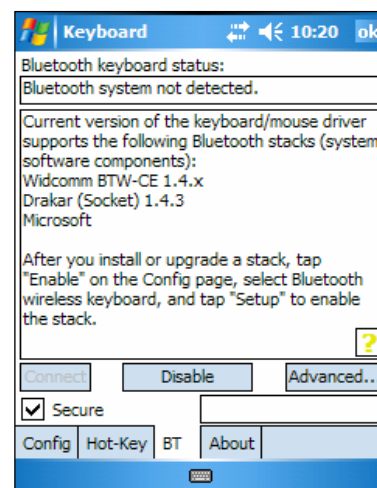 Keyboard 10:20 ok
Bluetooth keyboard status:
Bluetooth system not detected.
Current version of the keyboard/mouse driver
supports the following Bluetooth stacks (system
software components):
Widcomm BTW-CE 1.4.x
Drakar (Socket) 1.4.3
Microsoft
After you install or upgrade a stack, tap
"Enable" on the Config page, select Bluetooth
wireless keyboard, and tap "Setup" to enable
the stack.
?
Connect Disable Advanced..
Secure
Config Hot-Key BT About